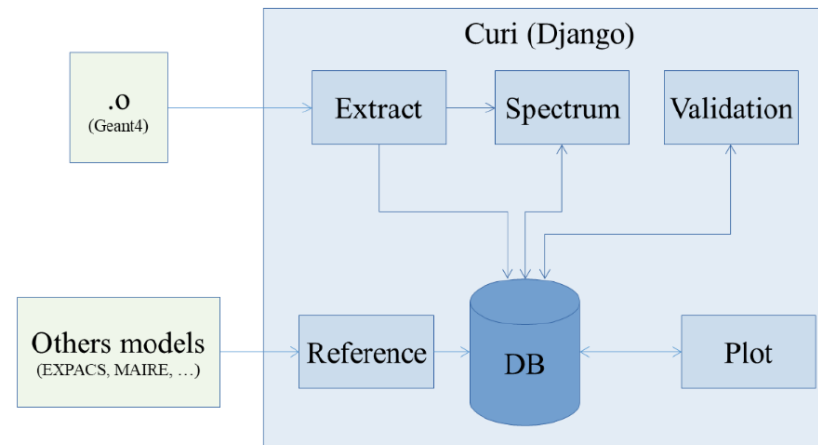 Curi (Django)
.o
(Geant4)
Extract
Spectrum
Validation
Others models
(EXPACS, MAIRE, …)
Reference
DB
Plot